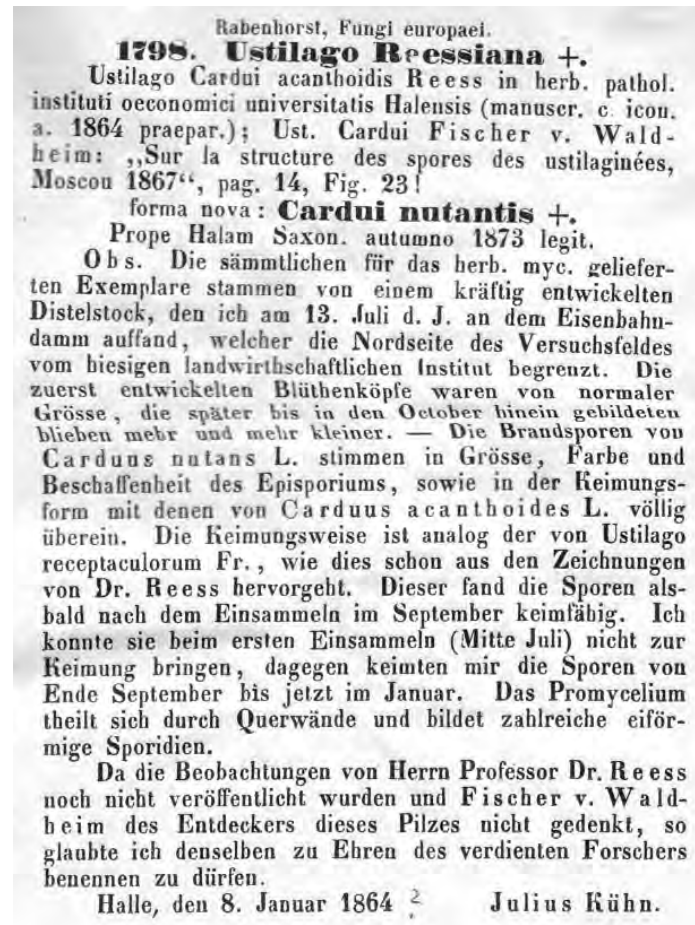 Rabenhorst, Fungi europaei.
1798. Ustilago Reessiana +.
Ustilago Cardui acanthoidis Reess in herb. pathol.
instituti oeconomici universitatis Halensis (manuscr. c. icon.
a. 1864 praepar.); Ust. Cardui Fischer v. Wald-
heim: „Sur la structure des spores des ustilaginées,
Moscou 1867“, pag. 14, Fig. 23!
forma nova: Cardui nutantis +.
Prope Halam Saxon. autumno 1873 legit.
Obs. Die sämmtlichen für das herb. myc. geliefer-
ten Exemplare stammen von einem kräftig entwickelten
Distelstock, den ich am 13. Juli d. J. an dem Eisenbahn-
damm auffand, welcher die Nordseite des Versuchsfeldes
vom hiesigen landwirthschaftlichen Institut begrenzt. Die
zuerst entwickelten Blüthenköpfe waren von normaler
Grösse, die später bis in den October hinein gebildeten
blieben mehr und mehr kleiner. — Die Brandsporen von
Carduus nutans L. stimmen in Grösse, Farbe und
Beschaffenheit des Episporiums, sowie in der Keimungs-
form mit denen von Carduus acanthoides L. völlig
überein. Die Keimungsweise ist analog der von Ustilago
receptaculorum Fr., wie dies schon aus den Zeichnungen
von Dr. Reess hervorgeht. Dieser fand die Sporen als-
bald nach dem Einsammeln im September keimfähig. Ich
konnte sie beim ersten Einsammeln (Mitte Juli) nicht zur
Keimung bringen, dagegen keimten mir die Sporen von
Ende September bis jetzt im Januar. Das Promycelium
theilt sich durch Querwände und bildet zahlreiche eiför-
mige Sporidien.
Da die Beobachtungen von Herrn Professor Dr. Reess
noch nicht veröffentlicht wurden und Fischer v. Wald-
heim des Entdeckers dieses Pilzes nicht gedenkt, so
glaubte ich denselben zu Ehren des verdienten Forschers
benennen zu dürfen.
Halle, den 8. Januar 1864 ? Julius Kühn.